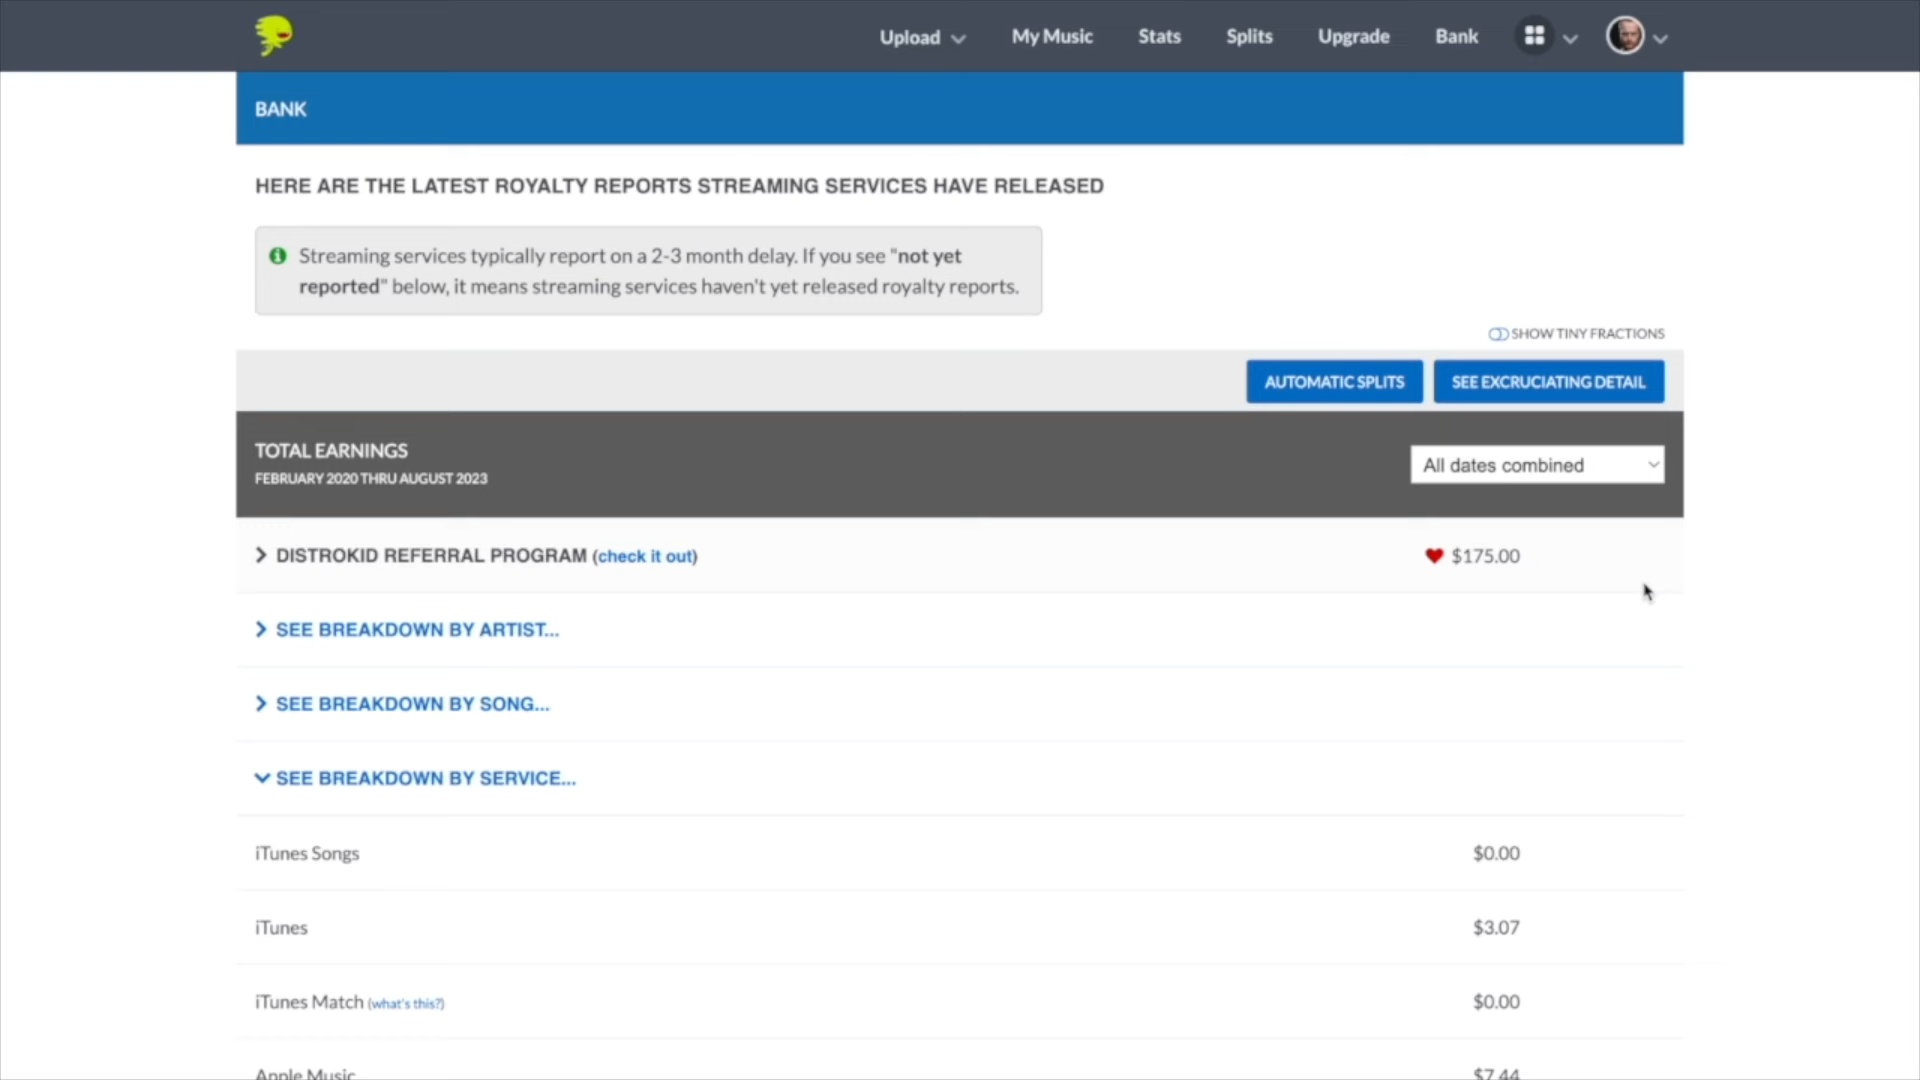 Upload
My Music
Stats
Splits
Upgrade
Bank
BANK
HERE ARE THE LATEST ROYALTY REPORTS STREAMING SERVICES HAVE RELEASED
Streaming services typically report on a 2-3 month delay. If you see "not yet
reported" below, it means streaming services haven't yet released royalty reports.
SHOW TINY FRACTIONS
AUTOMATIC SPLITS
SEE EXCRUCIATING DETAIL
TOTAL EARNINGS
FEBRUARY 2020 THRU AUGUST 2023
All dates combined
DISTROKID REFERRAL PROGRAM (check it out) $175.00
SEE BREAKDOWN BY ARTIST...
SEE BREAKDOWN BY SONG...
SEE BREAKDOWN BY SERVICE...
iTunes Songs $0.00
iTunes $3.07
iTunes Match (what's this?) $0.00
Apple Music $7.44